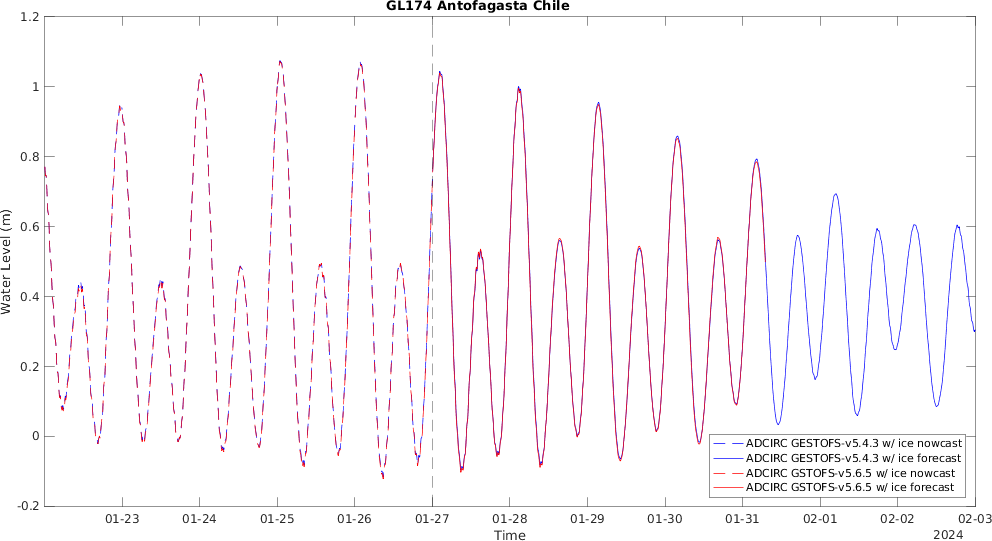 GL174 Antofagasta Chile
1.2
1
0.8
0.6
0.4
0.2
0
-0.2
Water Level (m)
ADCIRC GESTOFS-v5.4.3 w/ ice nowcast
ADCIRC GESTOFS-v5.4.3 w/ ice forecast
ADCIRC GSTOFS-v5.6.5 w/ ice nowcast
ADCIRC GSTOFS-v5.6.5 w/ ice forecast
01-23 01-24 01-25 01-26 01-27 01-28 01-29 01-30 01-31 02-01 02-02 02-03
Time
2024